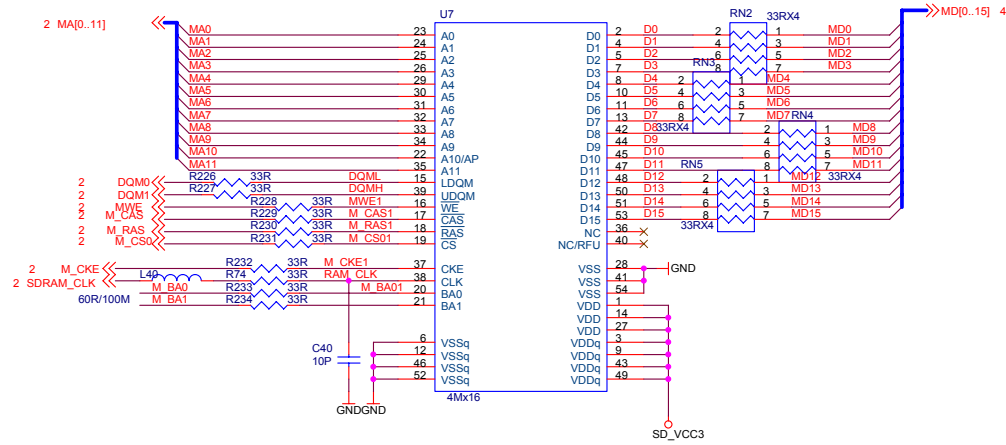 U7
2 MA[0..11]
MD[0..15] 4
RN2
33RX4
MA0 23 A0 D0 2 D0 2 1 MD0
MA1 24 A1 D1 4 D1 4 3 MD1
MA2 25 A2 D2 5 D2 6 5 MD2
MA3 26 A3 D3 7 D3 8 7 MD3
RN3
MA4 29 A4 D4 8 D4 2 1 MD4
MA5 30 A5 D5 10 D5 4 3 MD5
MA6 31 A6 D6 11 D6 6 5 MD6
MA7 32 A7 D7 13 D7 8 7 MD7
33RX4
RN4
MA8 33 A8 D8 42 D8 2 1 MD8
MA9 34 A9 D9 44 D9 4 3 MD9
MA10 22 A10/AP D10 45 D10 6 5 MD10
MA11 35 A11 D11 47 D11 8 7 MD11
33RX4
RN5
2 DQM0 R226 33R DQML 15 LDQM D12 48 D12 2 1 MD12
2 DQM1 R227 33R DQMH 39 UDQM D13 50 D13 4 3 MD13
2 MWE R228 33R MWE1 16 WE D14 51 D14 6 5 MD14
2 M_CAS R229 33R M_CAS1 17 CAS D15 53 D15 8 7 MD15
33RX4
2 M_RAS R230 33R M_RAS1 18 RAS NC 36
2 M_CS0 R231 33R M_CS01 19 CS NC/RFU 40
2 M_CKE R232 33R M_CKE1 37 CKE VSS 28 GND
2 SDRAM_CLK L40 R74 33R RAM_CLK 38 CLK VSS 41
M_BA0 R233 33R M_BA01 20 BA0 VSS 54
60R/100M M_BA1 R234 33R 21 BA1 VDD 1
VDD 14
VDD 27
6 VSSq VDDq 3
12 VSSq VDDq 9
46 VSSq VDDq 43
52 VSSq VDDq 49
C40
10P
4Mx16
GND GND
SD_VCC3